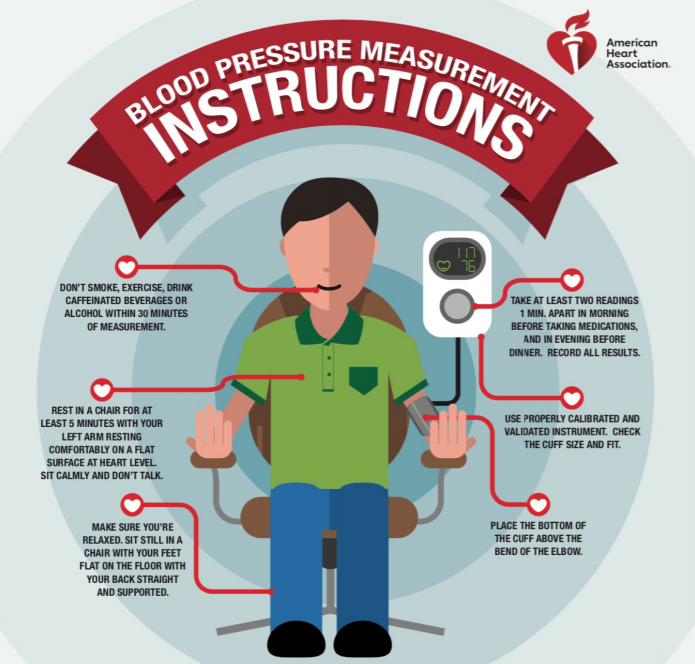 American
Heart
Association.
BLOOD PRESSURE MEASUREMENT
INSTRUCTIONS
117
76
DON'T SMOKE, EXERCISE, DRINK
CAFFEINATED BEVERAGES OR
ALCOHOL WITHIN 30 MINUTES
OF MEASUREMENT.
TAKE AT LEAST TWO READINGS
1 MIN. APART IN MORNING
BEFORE TAKING MEDICATIONS,
AND IN EVENING BEFORE
DINNER. RECORD ALL RESULTS.
REST IN A CHAIR FOR AT
LEAST 5 MINUTES WITH YOUR
LEFT ARM RESTING
COMFORTABLY ON A FLAT
SURFACE AT HEART LEVEL.
SIT CALMLY AND DON'T TALK.
USE PROPERLY CALIBRATED AND
VALIDATED INSTRUMENT. CHECK
THE CUFF SIZE AND FIT.
MAKE SURE YOU'RE
RELAXED. SIT STILL IN A
CHAIR WITH YOUR FEET
FLAT ON THE FLOOR WITH
YOUR BACK STRAIGHT
AND SUPPORTED.
PLACE THE BOTTOM OF
THE CUFF ABOVE THE
BEND OF THE ELBOW.